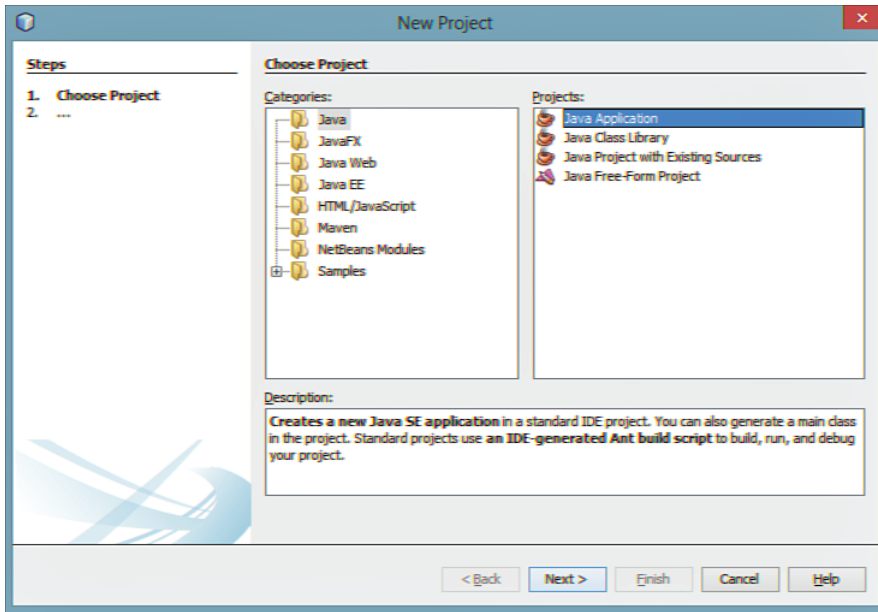 New Project
Steps
1. Choose Project
2. ...
Choose Project
Categories:
Java
JavaFX
Java Web
Java EE
HTML/JavaScript
Maven
NetBeans Modules
Samples
Projects:
Java Application
Java Class Library
Java Project with Existing Sources
Java Free-Form Project
Description:
Creates a new Java SE application in a standard IDE project. You can also generate a main class
in the project. Standard projects use an IDE-generated Ant build script to build, run, and debug
your project.
< Back
Next >
Finish
Cancel
Help